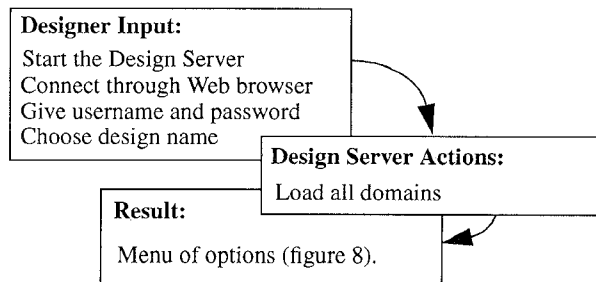 Designer Input:
Start the Design Server
Connect through Web browser
Give username and password
Choose design name
Design Server Actions:
Load all domains
Result:
Menu of options (figure 8).